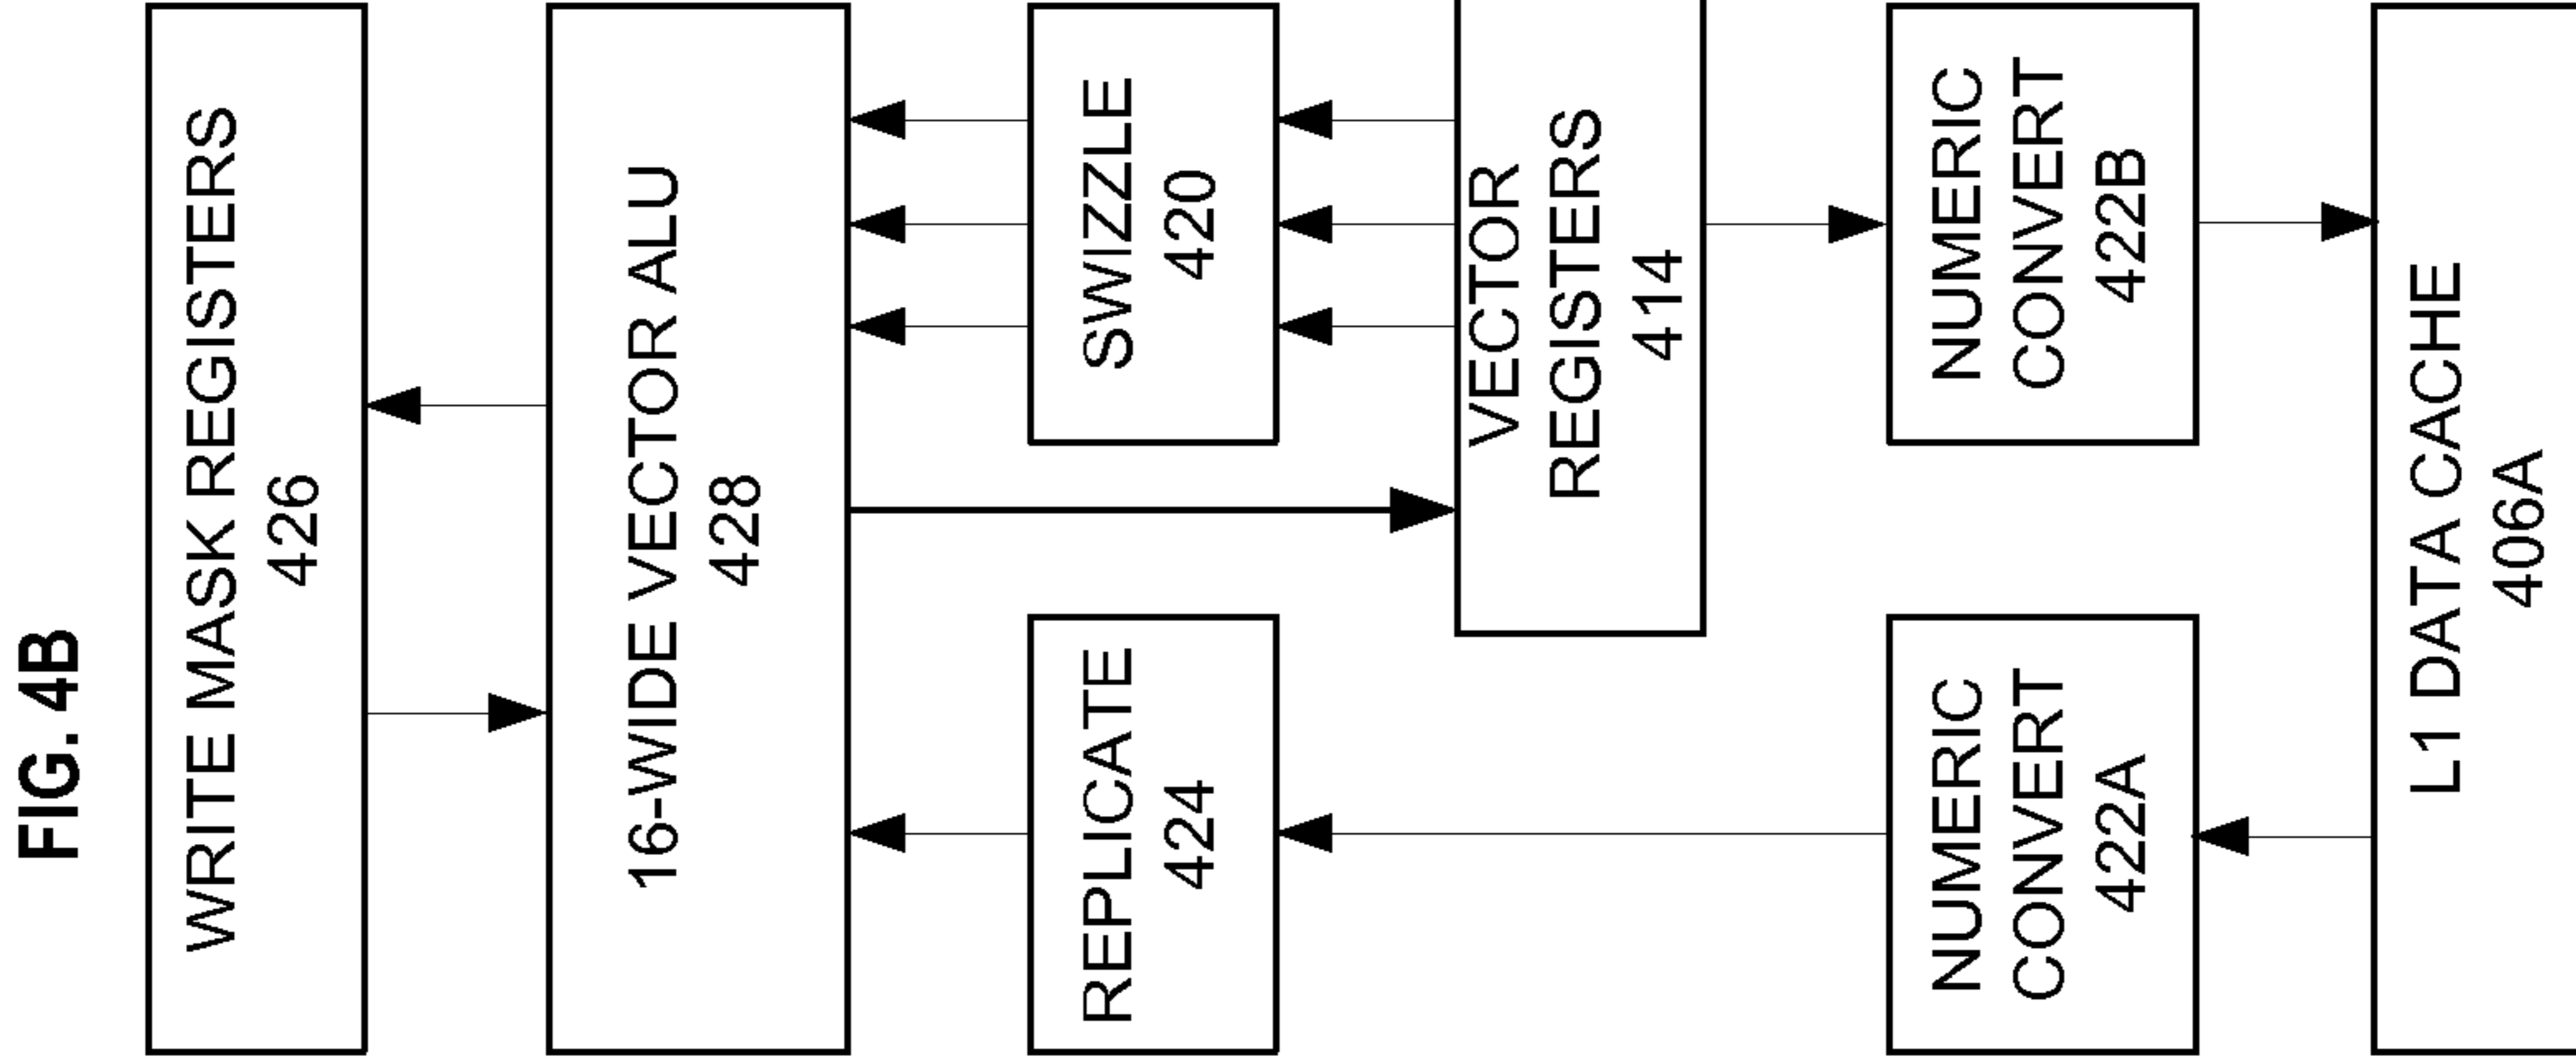 FIG. 4B
WRITE MASK REGISTERS
426
16-WIDE VECTOR ALU
428
REPLICATE
424
SWIZZLE
420
VECTOR
REGISTERS
414
NUMERIC
CONVERT
422A
NUMERIC
CONVERT
422B
L1 DATA CACHE
406A